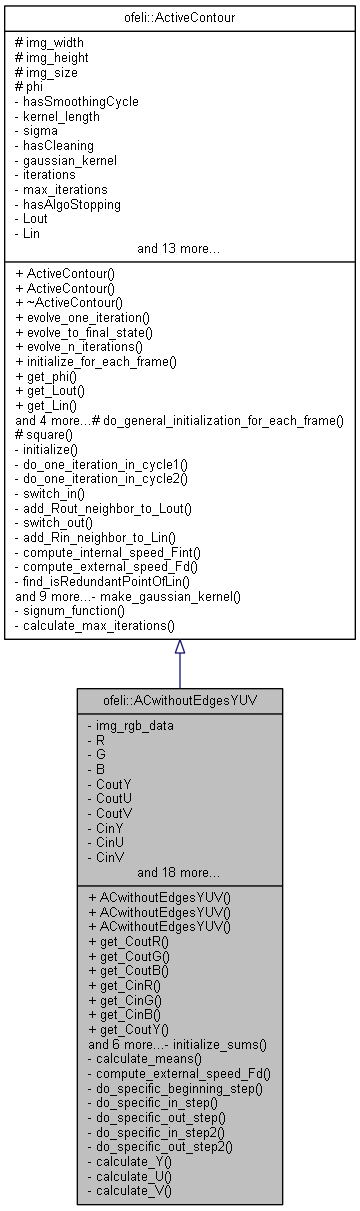 ofeli::ActiveContour
# img_width
# img_height
# img_size
# phi
- hasSmoothingCycle
- kernel_length
- sigma
- hasCleaning
- gaussian_kernel
- iterations
- max_iterations
- hasAlgoStopping
- Lout
- Lin
and 13 more...
+ ActiveContour()
+ ActiveContour()
+ ~ActiveContour()
+ evolve_one_iteration()
+ evolve_to_final_state()
+ evolve_n_iterations()
+ initialize_for_each_frame()
+ get_phi()
+ get_Lout()
+ get_Lin()
and 4 more...# do_general_initialization_for_each_frame()
# square()
- initialize()
- do_one_iteration_in_cycle1()
- do_one_iteration_in_cycle2()
- switch_in()
- add_Rout_neighbor_to_Lout()
- switch_out()
- add_Rin_neighbor_to_Lin()
- compute_internal_speed_Fint()
- compute_external_speed_Fd()
- find_isRedundantPointOfLin()
and 9 more...- make_gaussian_kernel()
- signum_function()
- calculate_max_iterations()
ofeli::ACwithoutEdgesYUV
- img_rgb_data
- R
- G
- B
- CoutY
- CoutU
- CoutV
- CinY
- CinU
- CinV
and 18 more...
+ ACwithoutEdgesYUV()
+ ACwithoutEdgesYUV()
+ ACwithoutEdgesYUV()
+ get_CoutR()
+ get_CoutG()
+ get_CoutB()
+ get_CinR()
+ get_CinG()
+ get_CinB()
+ get_CoutY()
and 6 more...- initialize_sums()
- calculate_means()
- compute_external_speed_Fd()
- do_specific_beginning_step()
- do_specific_in_step()
- do_specific_out_step()
- do_specific_in_step2()
- do_specific_out_step2()
- calculate_Y()
- calculate_U()
- calculate_V()